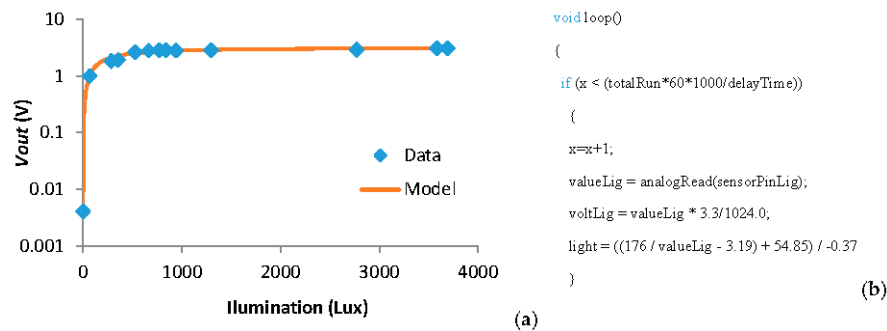 10
1
0.1
0.01
0.001
Vout (V)
0
1000
2000
3000
4000
Ilumination (Lux)
Data
Model
(a)
void loop()
{
if (x < (totalRun*60*1000/delayTime))
{
x=x+1;
valueLig = analogRead(sensorPinLig);
voltLig = valueLig * 3.3/1024.0;
light = ((176 / valueLig - 3.19) + 54.85) / -0.37
}
(b)